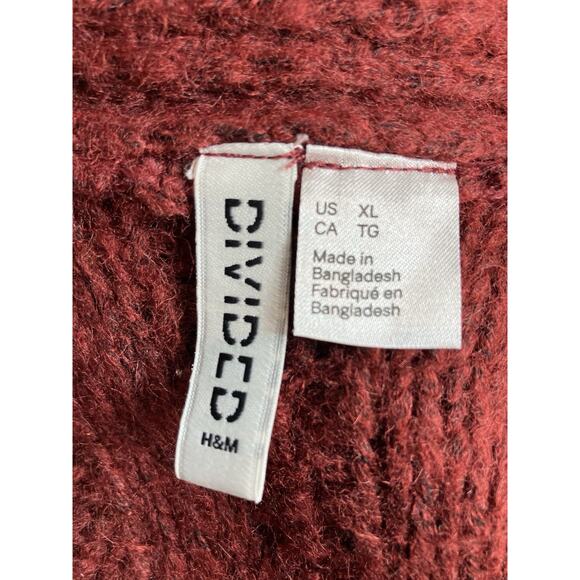 DIVIDED
H&M
US XL
CA TG
Made in
Bangladesh
Fabriqué en
Bangladesh